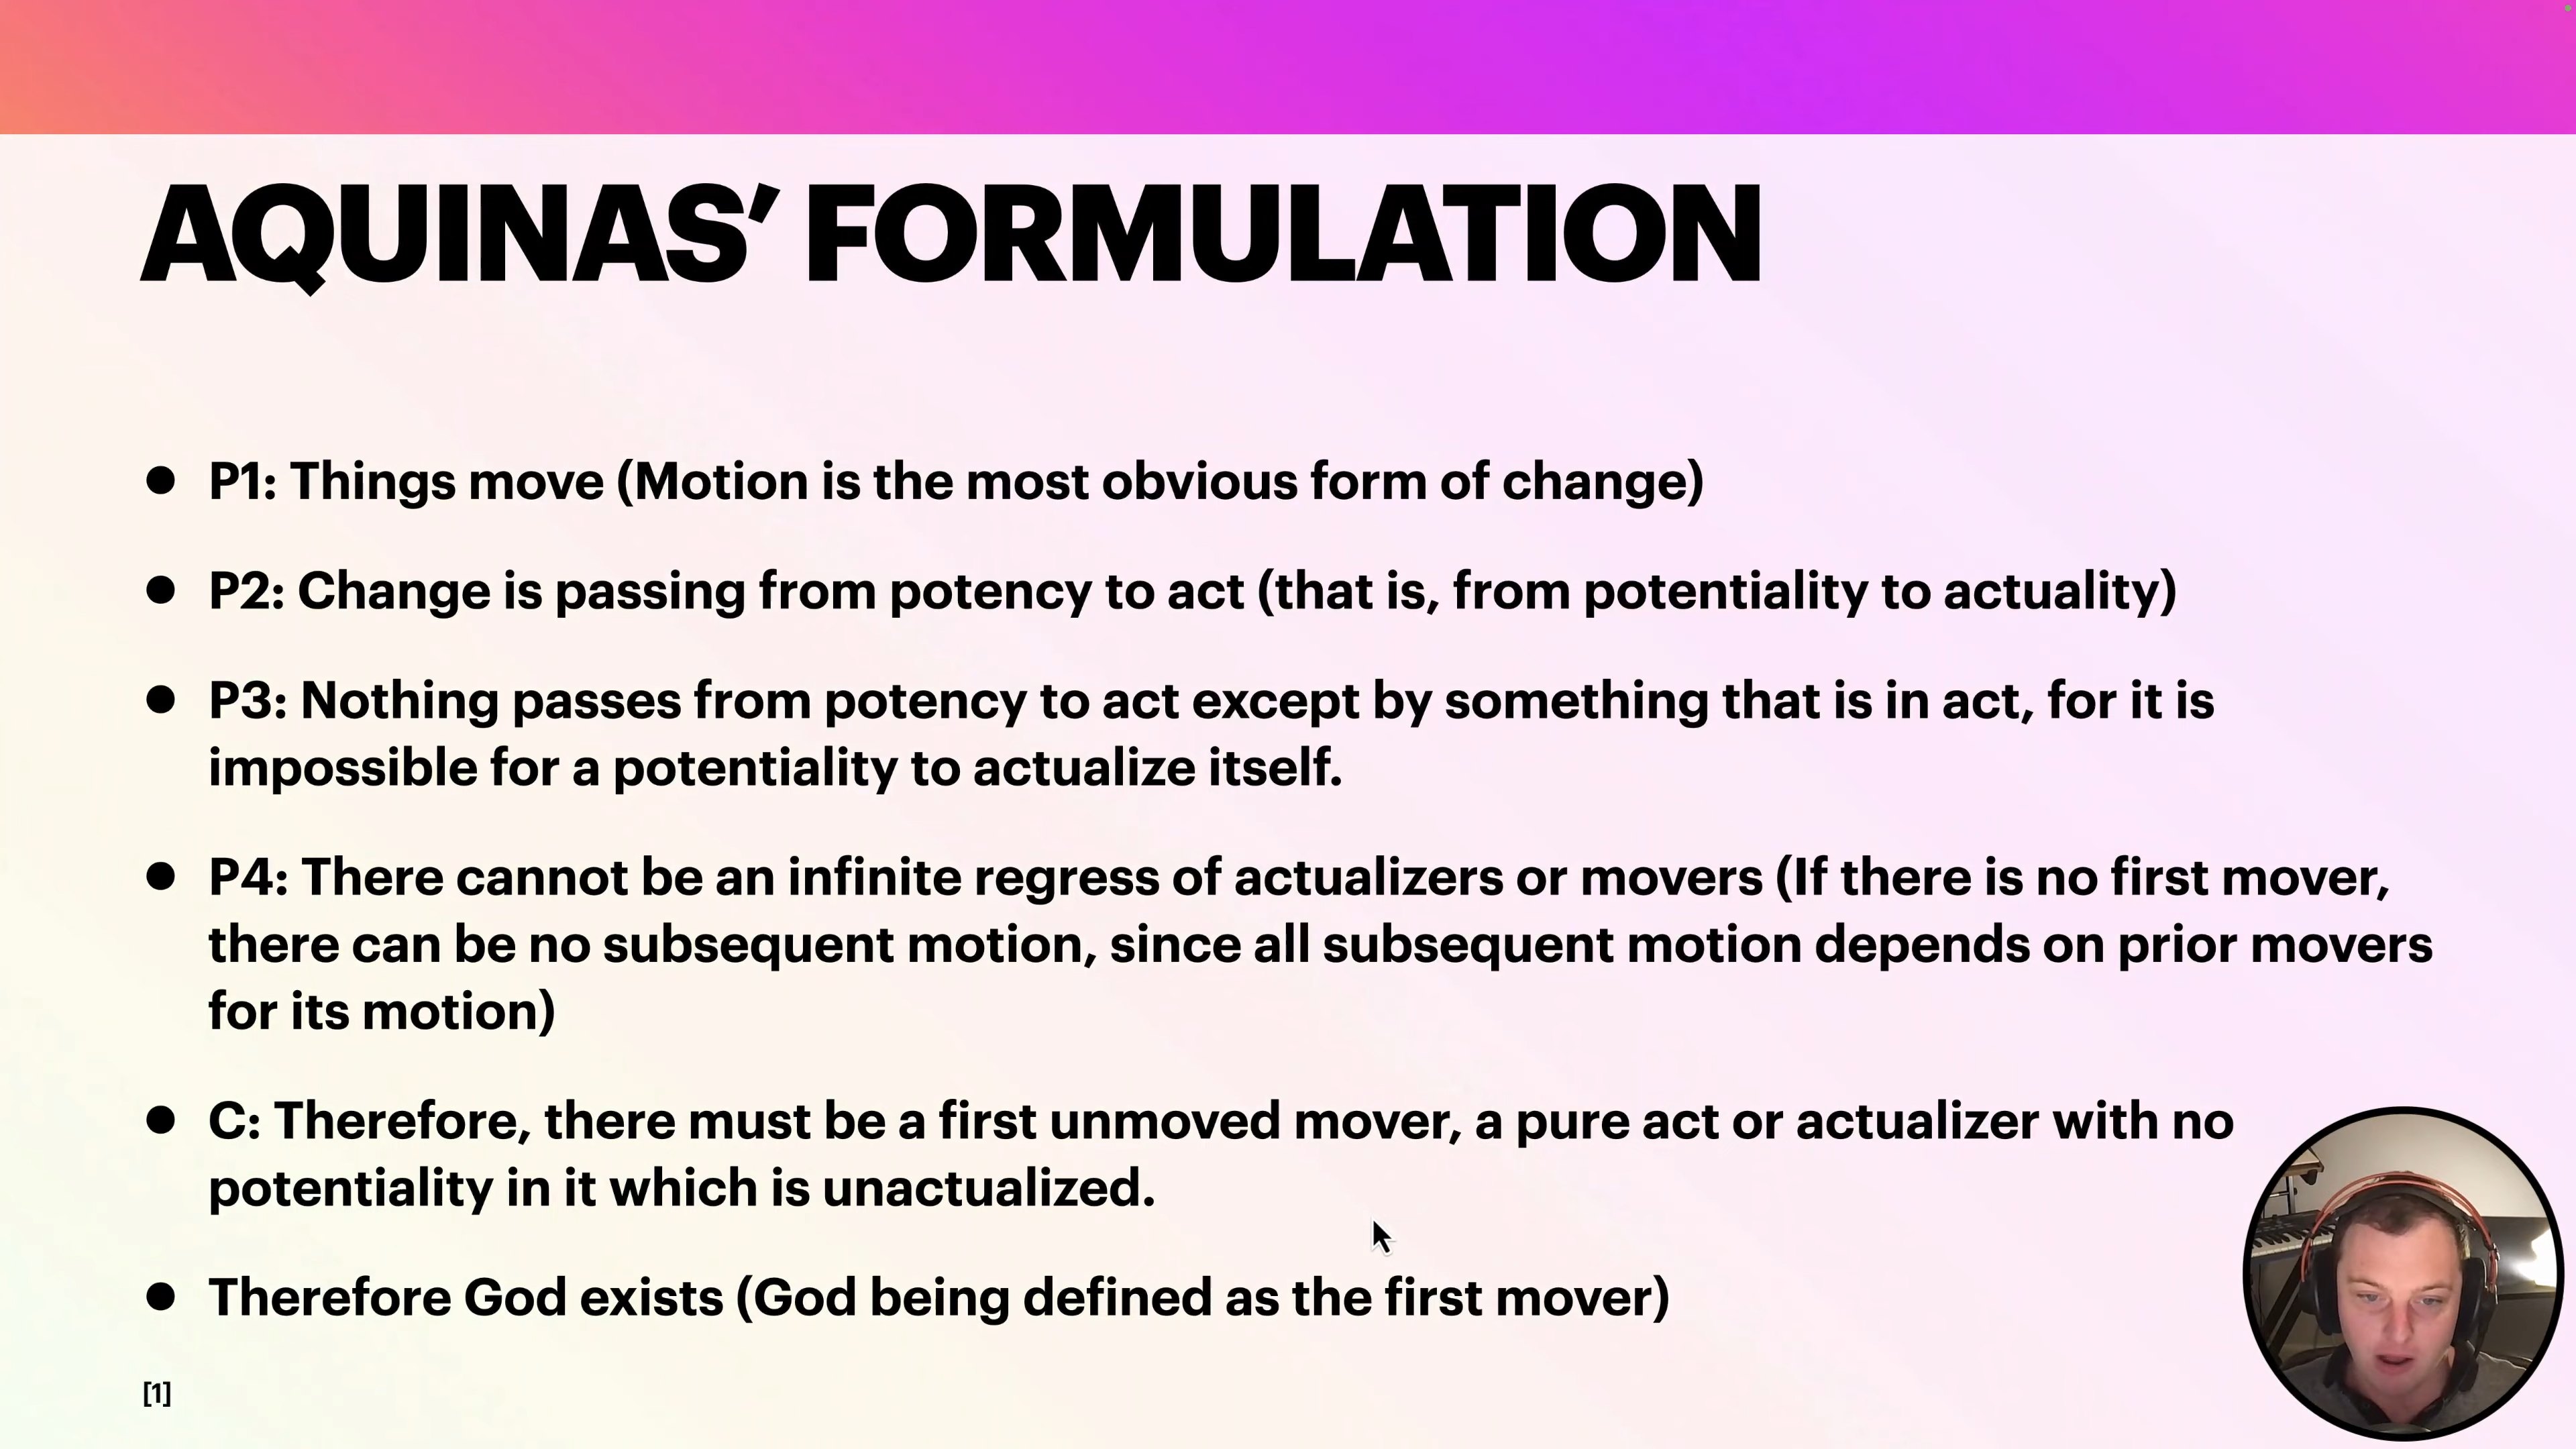 AQUINAS’ FORMULATION
● P1: Things move (Motion is the most obvious form of change)
● P2: Change is passing from potency to act (that is, from potentiality to actuality)
● P3: Nothing passes from potency to act except by something that is in act, for it is
impossible for a potentiality to actualize itself.
● P4: There cannot be an infinite regress of actualizers or movers (If there is no first mover,
there can be no subsequent motion, since all subsequent motion depends on prior movers
for its motion)
● C: Therefore, there must be a first unmoved mover, a pure act or actualizer with no
potentiality in it which is unactualized.
● Therefore God exists (God being defined as the first mover)
[1]